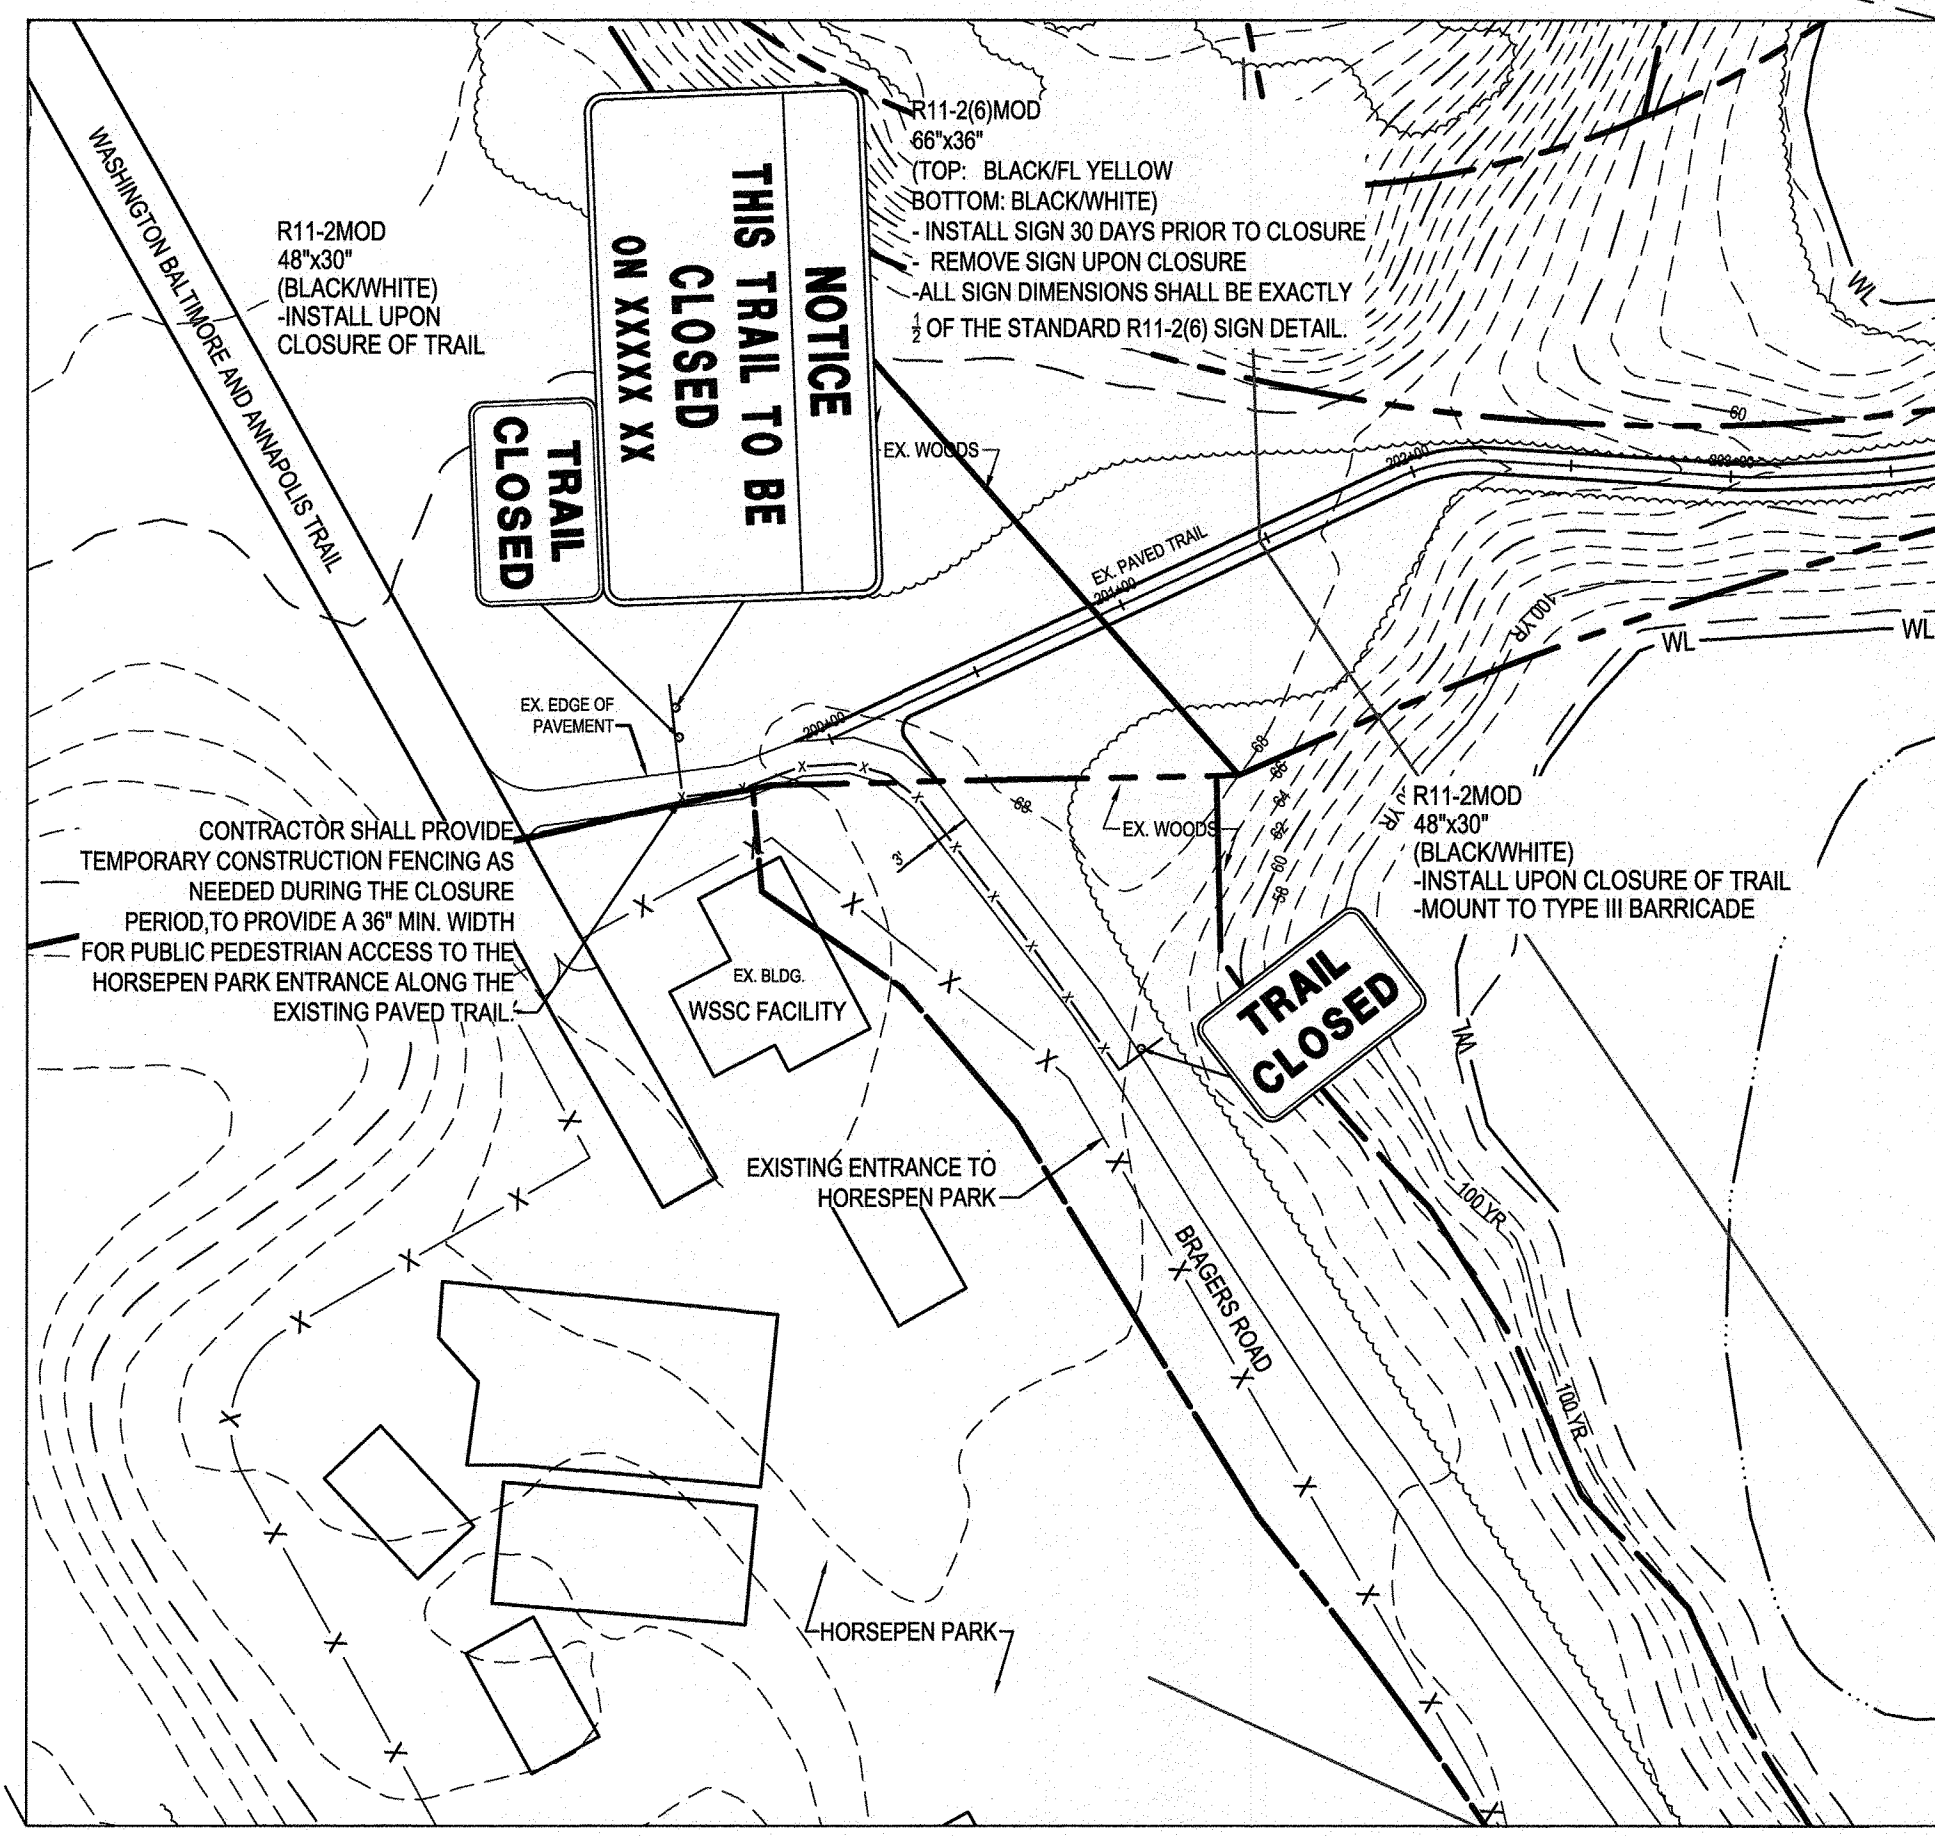 WASHINGTON BALTIMORE AND ANNAPOLIS TRAIL
R11-2MOD
48"x30"
(BLACK/WHITE)
-INSTALL UPON
CLOSURE OF TRAIL
NOTICE
THIS TRAIL TO BE
CLOSED
ON XXXXX XX
TRAIL
CLOSED
R11-2(6)MOD
66"x36"
(TOP: BLACK/FL YELLOW
BOTTOM: BLACK/WHITE)
- INSTALL SIGN 30 DAYS PRIOR TO CLOSURE
- REMOVE SIGN UPON CLOSURE
-ALL SIGN DIMENSIONS SHALL BE EXACTLY
½ OF THE STANDARD R11-2(6) SIGN DETAIL.
WL
60
EX. WOODS
202+00
EX. PAVED TRAIL
201+00
100 YR
WL
WL
EX. EDGE OF
PAVEMENT
200+00
68
66
64
62
60
58
68
EX. WOODS
3'
YR
R11-2MOD
48"x30"
(BLACK/WHITE)
-INSTALL UPON CLOSURE OF TRAIL
-MOUNT TO TYPE III BARRICADE
CONTRACTOR SHALL PROVIDE
TEMPORARY CONSTRUCTION FENCING AS
NEEDED DURING THE CLOSURE
PERIOD,TO PROVIDE A 36" MIN. WIDTH
FOR PUBLIC PEDESTRIAN ACCESS TO THE
HORSEPEN PARK ENTRANCE ALONG THE
EXISTING PAVED TRAIL.
EX. BLDG.
WSSC FACILITY
TRAIL
CLOSED
WL
EXISTING ENTRANCE TO
HORESPEN PARK
100 YR
BRAGERS ROAD
100 YR
HORSEPEN PARK